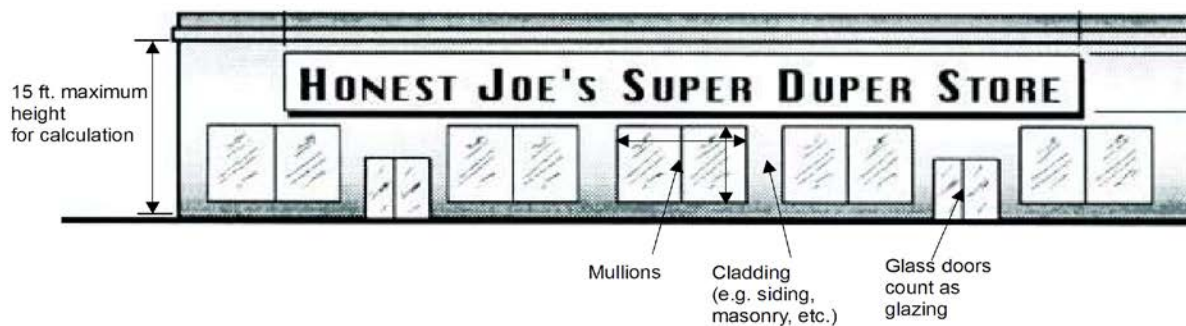 HONEST JOE'S SUPER DUPER STORE
15 ft. maximum
height
for calculation
Mullions
Cladding
(e.g. siding,
masonry, etc.)
Glass doors
count as
glazing